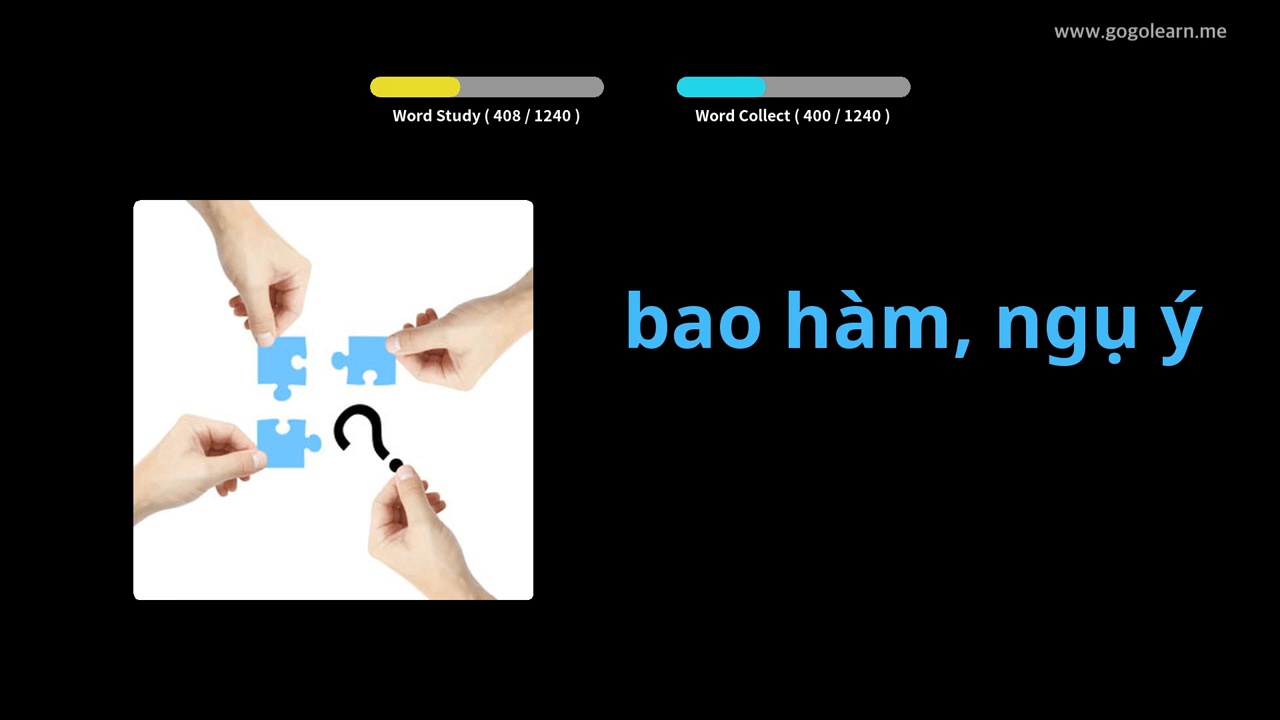 www.gogolearn.me
Word Study ( 408 / 1240 )
Word Collect ( 400 / 1240 )
bao hàm, ngụ ý
?